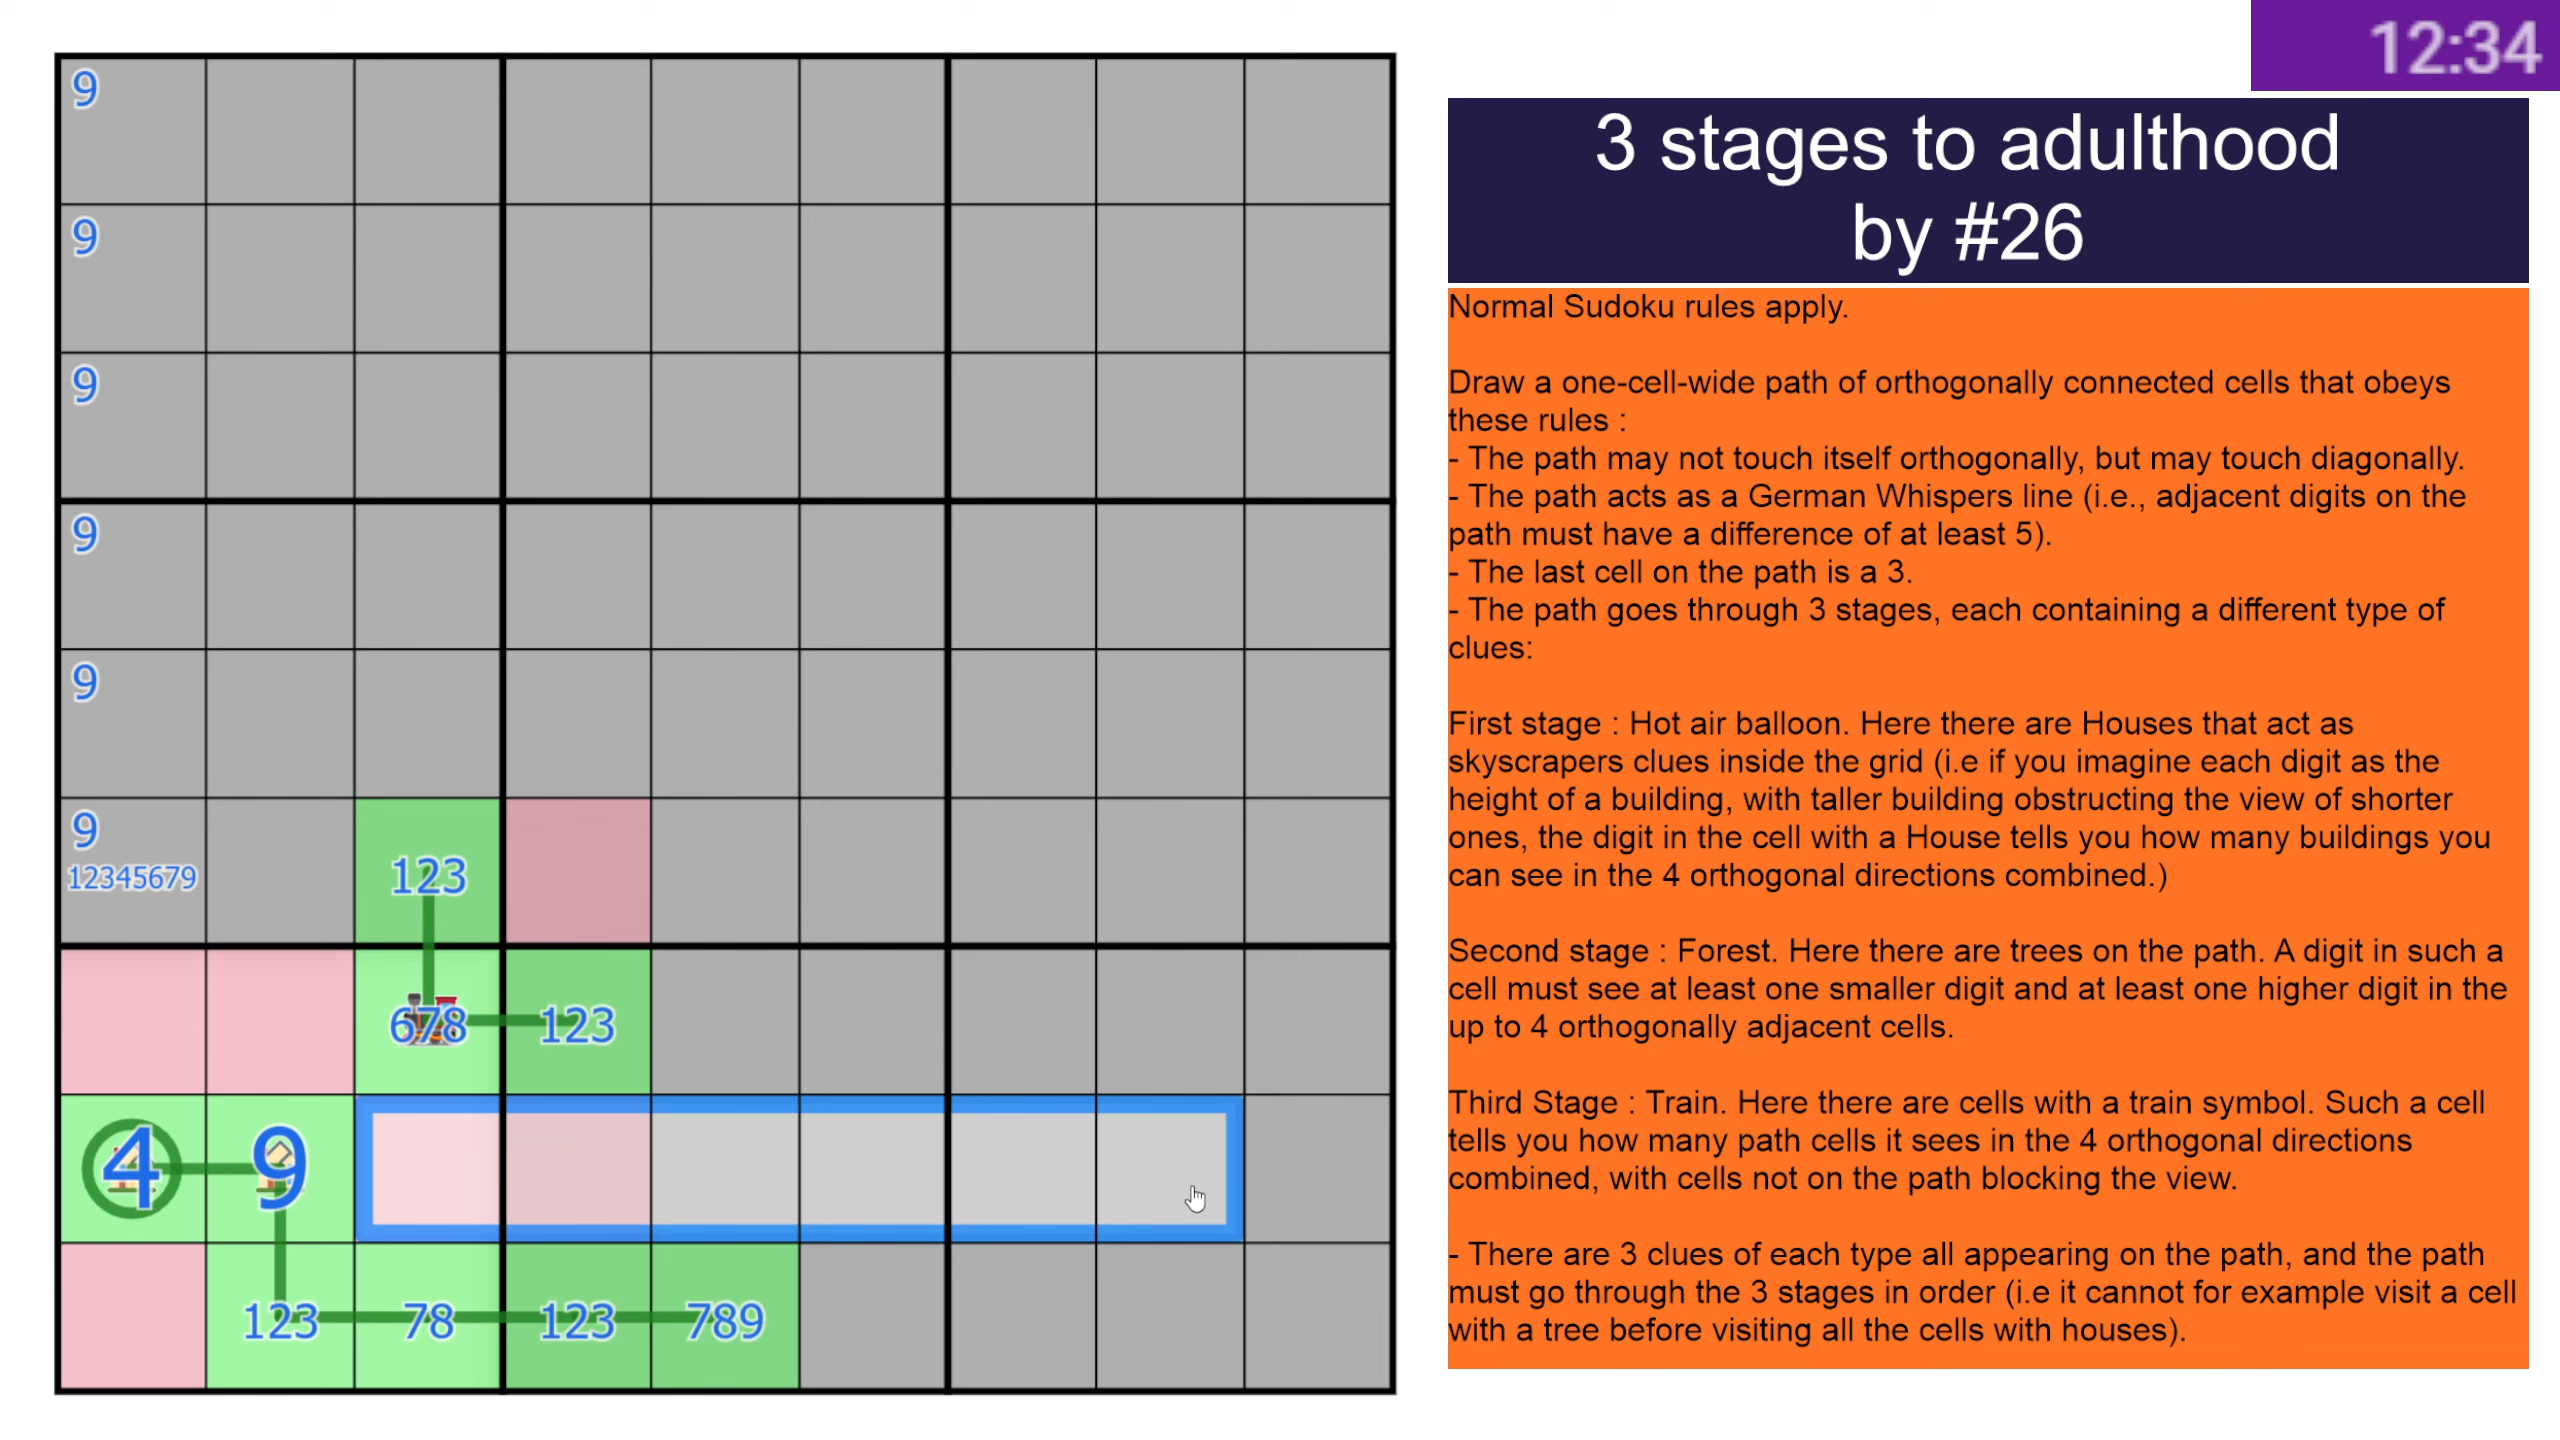 12:34
3 stages to adulthood
by #26
Normal Sudoku rules apply.
Draw a one-cell-wide path of orthogonally connected cells that obeys
these rules :
- The path may not touch itself orthogonally, but may touch diagonally.
- The path acts as a German Whispers line (i.e., adjacent digits on the
path must have a difference of at least 5).
- The last cell on the path is a 3.
- The path goes through 3 stages, each containing a different type of
clues:
First stage : Hot air balloon. Here there are Houses that act as
skyscrapers clues inside the grid (i.e if you imagine each digit as the
height of a building, with taller building obstructing the view of shorter
ones, the digit in the cell with a House tells you how many buildings you
can see in the 4 orthogonal directions combined.)
Second stage : Forest. Here there are trees on the path. A digit in such a
cell must see at least one smaller digit and at least one higher digit in the
up to 4 orthogonally adjacent cells.
Third Stage : Train. Here there are cells with a train symbol. Such a cell
tells you how many path cells it sees in the 4 orthogonal directions
combined, with cells not on the path blocking the view.
- There are 3 clues of each type all appearing on the path, and the path
must go through the 3 stages in order (i.e it cannot for example visit a cell
with a tree before visiting all the cells with houses).
9
9
9
9
9
9
12345679 123
678 123
4 9
123 78 123 789